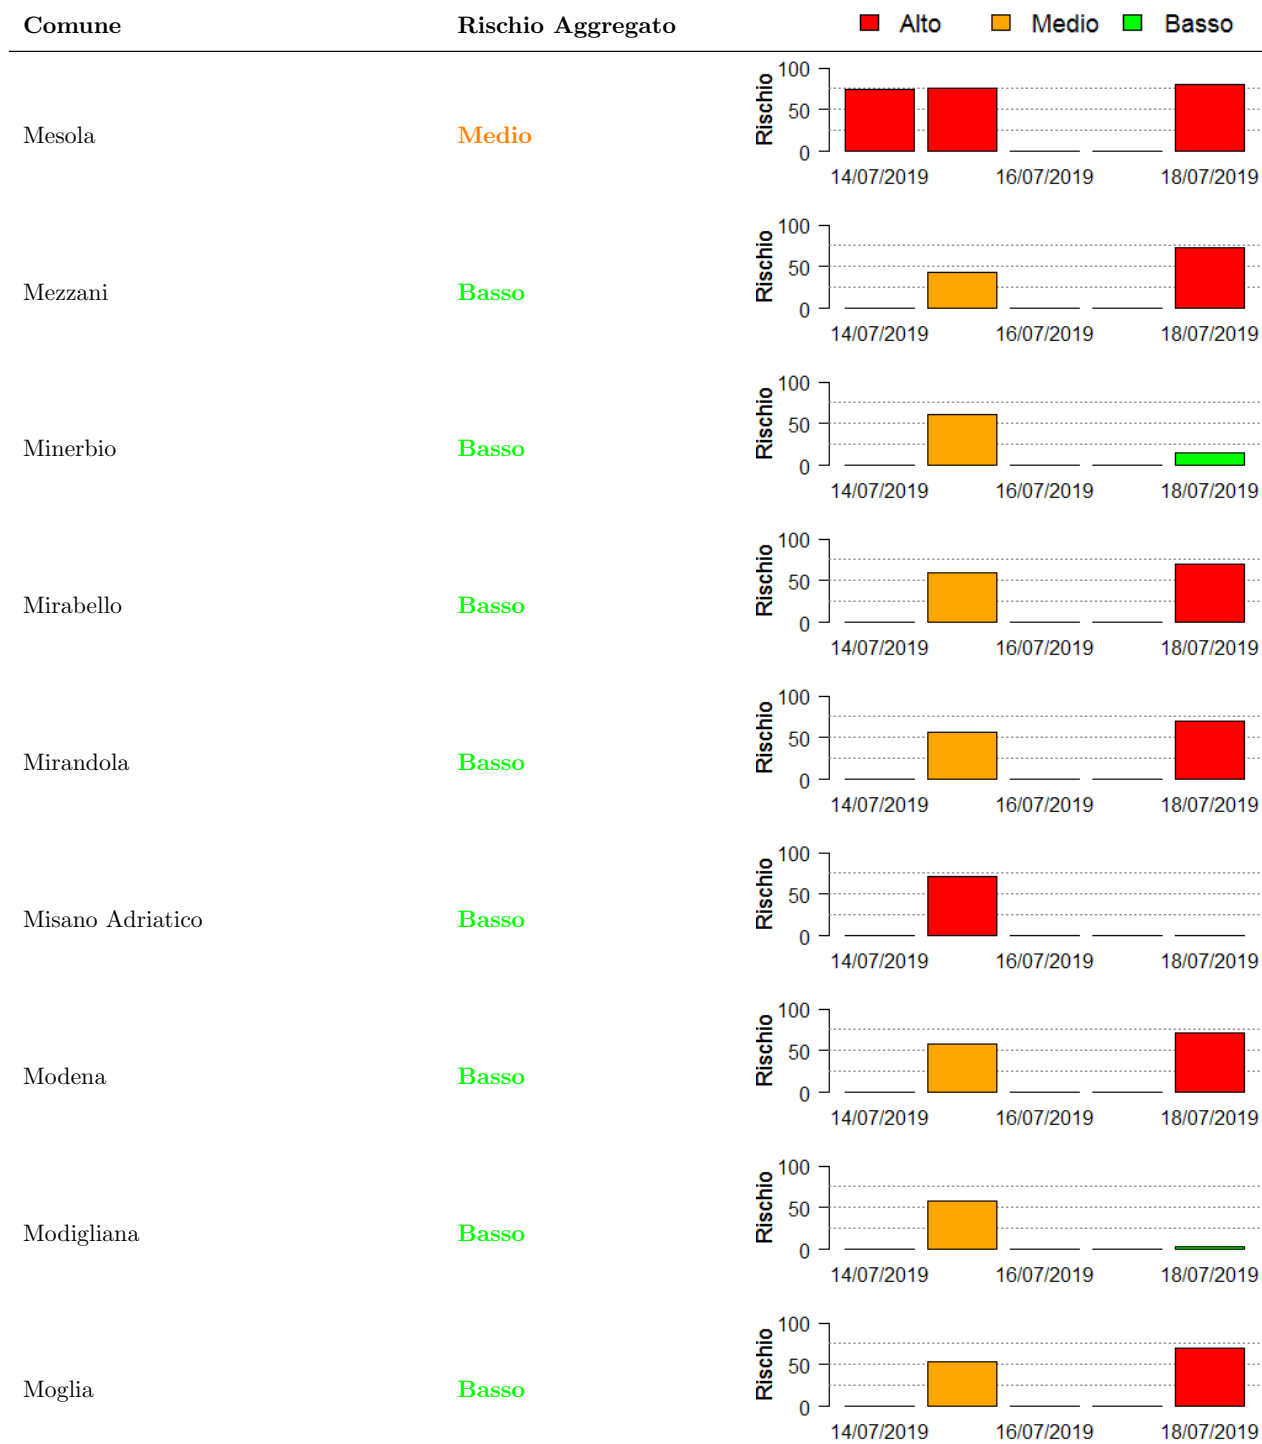 Comune Rischio Aggregato Alto Medio Basso
Mesola Medio
Rischio
100
50
0
14/07/2019 16/07/2019 18/07/2019
Mezzani Basso
Rischio
100
50
0
14/07/2019 16/07/2019 18/07/2019
Minerbio Basso
Rischio
100
50
0
14/07/2019 16/07/2019 18/07/2019
Mirabello Basso
Rischio
100
50
0
14/07/2019 16/07/2019 18/07/2019
Mirandola Basso
Rischio
100
50
0
14/07/2019 16/07/2019 18/07/2019
Misano Adriatico Basso
Rischio
100
50
0
14/07/2019 16/07/2019 18/07/2019
Modena Basso
Rischio
100
50
0
14/07/2019 16/07/2019 18/07/2019
Modigliana Basso
Rischio
100
50
0
14/07/2019 16/07/2019 18/07/2019
Moglia Basso
Rischio
100
50
0
14/07/2019 16/07/2019 18/07/2019